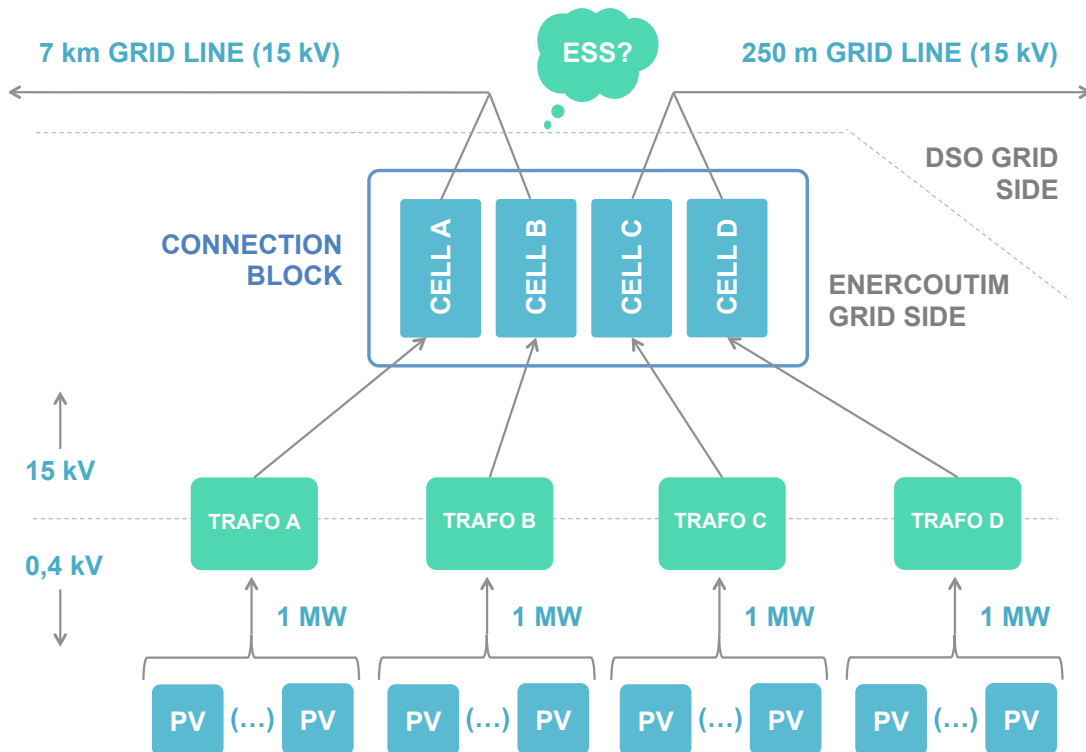 7 km GRID LINE (15 kV)
ESS?
250 m GRID LINE (15 kV)
DSO GRID
SIDE
CONNECTION
BLOCK
CELL A
CELL B
CELL C
CELL D
ENERCOUTIM
GRID SIDE
15 kV
TRAFO A
TRAFO B
TRAFO C
TRAFO D
0,4 kV
1 MW
1 MW
1 MW
1 MW
PV (...) PV
PV (...) PV
PV (...) PV
PV (...) PV